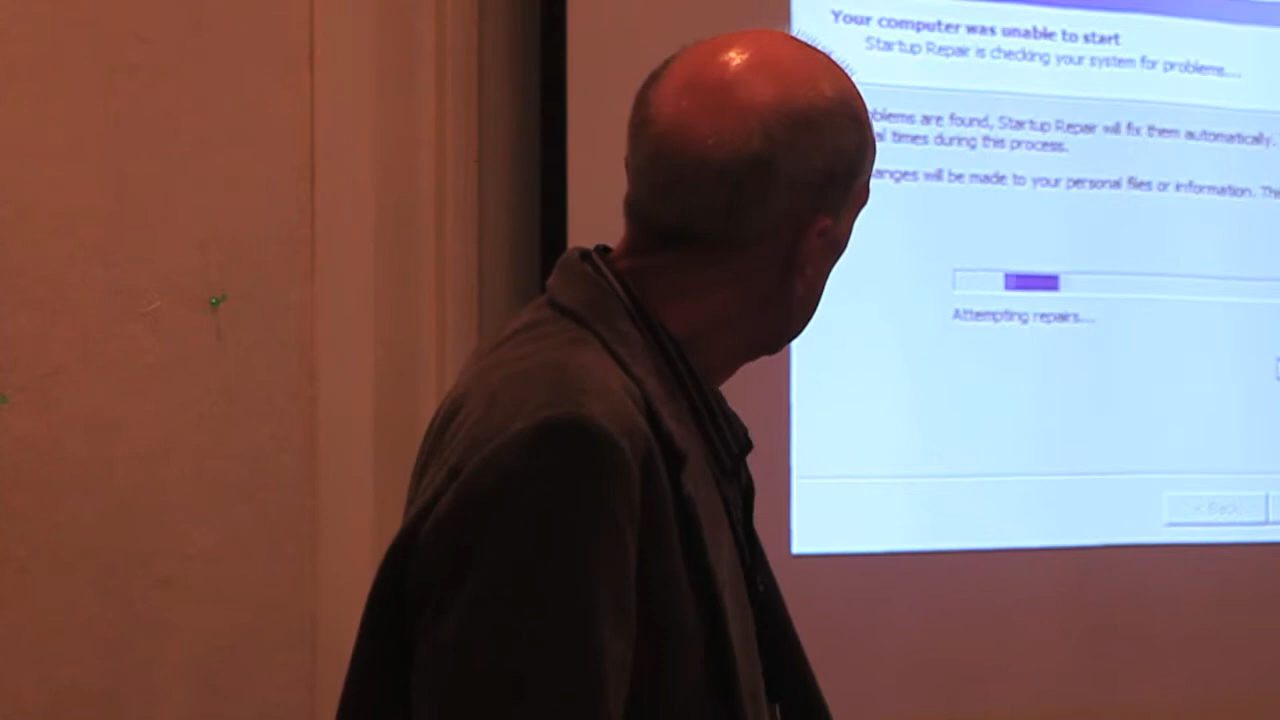 Your computer was unable to start
Startup Repair is checking your system for problems...
blems are found, Startup Repair will fix them automatically.
al times during this process.
anges will be made to your personal files or information. This
Attempting repairs...
< Back